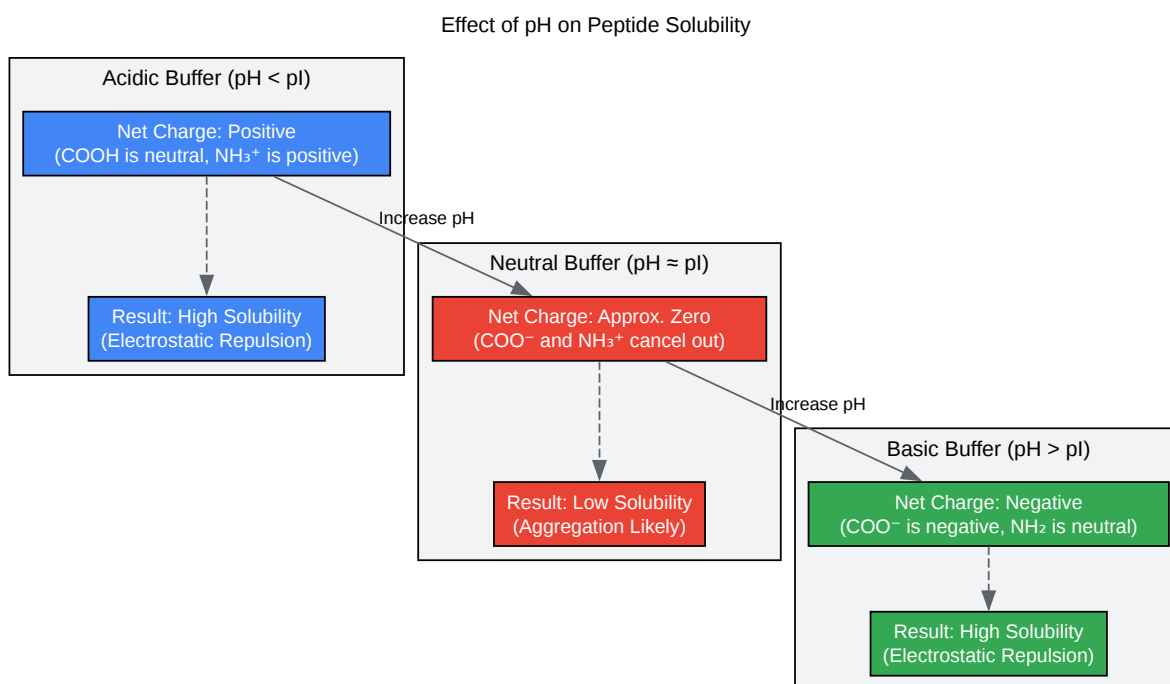 Effect of pH on Peptide Solubility
Acidic Buffer (pH < pI)
Net Charge: Positive
(COOH is neutral, NH₃⁺ is positive)
Increase pH
Result: High Solubility
(Electrostatic Repulsion)
Neutral Buffer (pH ≈ pI)
Net Charge: Approx. Zero
(COO⁻ and NH₃⁺ cancel out)
Increase pH
Result: Low Solubility
(Aggregation Likely)
Basic Buffer (pH > pI)
Net Charge: Negative
(COO⁻ is negative, NH₂ is neutral)
Result: High Solubility
(Electrostatic Repulsion)